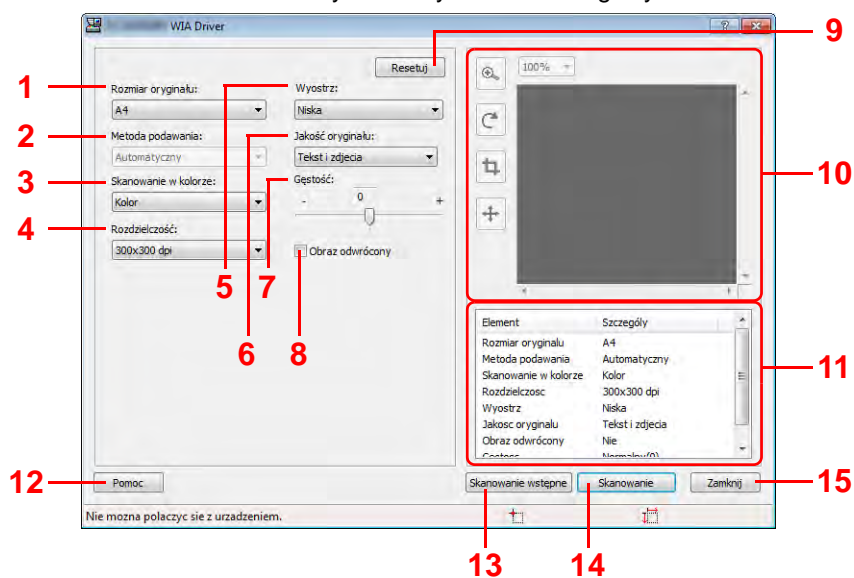 WIA Driver
9
Resetuj
1
Rozmiar oryginału:
A4
Wyostrz:
Niska
100%
2
Metoda podawania:
Automatyczny
Jakość oryginału:
Tekst i zdjecia
3
Skanowanie w kolorze:
Kolor
Gęstość:
- 0 +
10
4
Rozdzielczość:
300x300 dpi
Obraz odwrócony
5
7
6
8
Element Szczegóły
Rozmiar oryginalu A4
Metoda podawania Automatyczny
Skanowanie w kolorze Kolor
Rozdzielczosc 300x300 dpi
Wyostrz Niska
Jakosc oryginalu Tekst i zdjecia
Obraz odwrócony Nie
11
12
Pomoc
Skanowanie wstępne
Skanowanie
Zamknij
15
Nie mozna polaczyc sie z urzadzeniem.
13
14